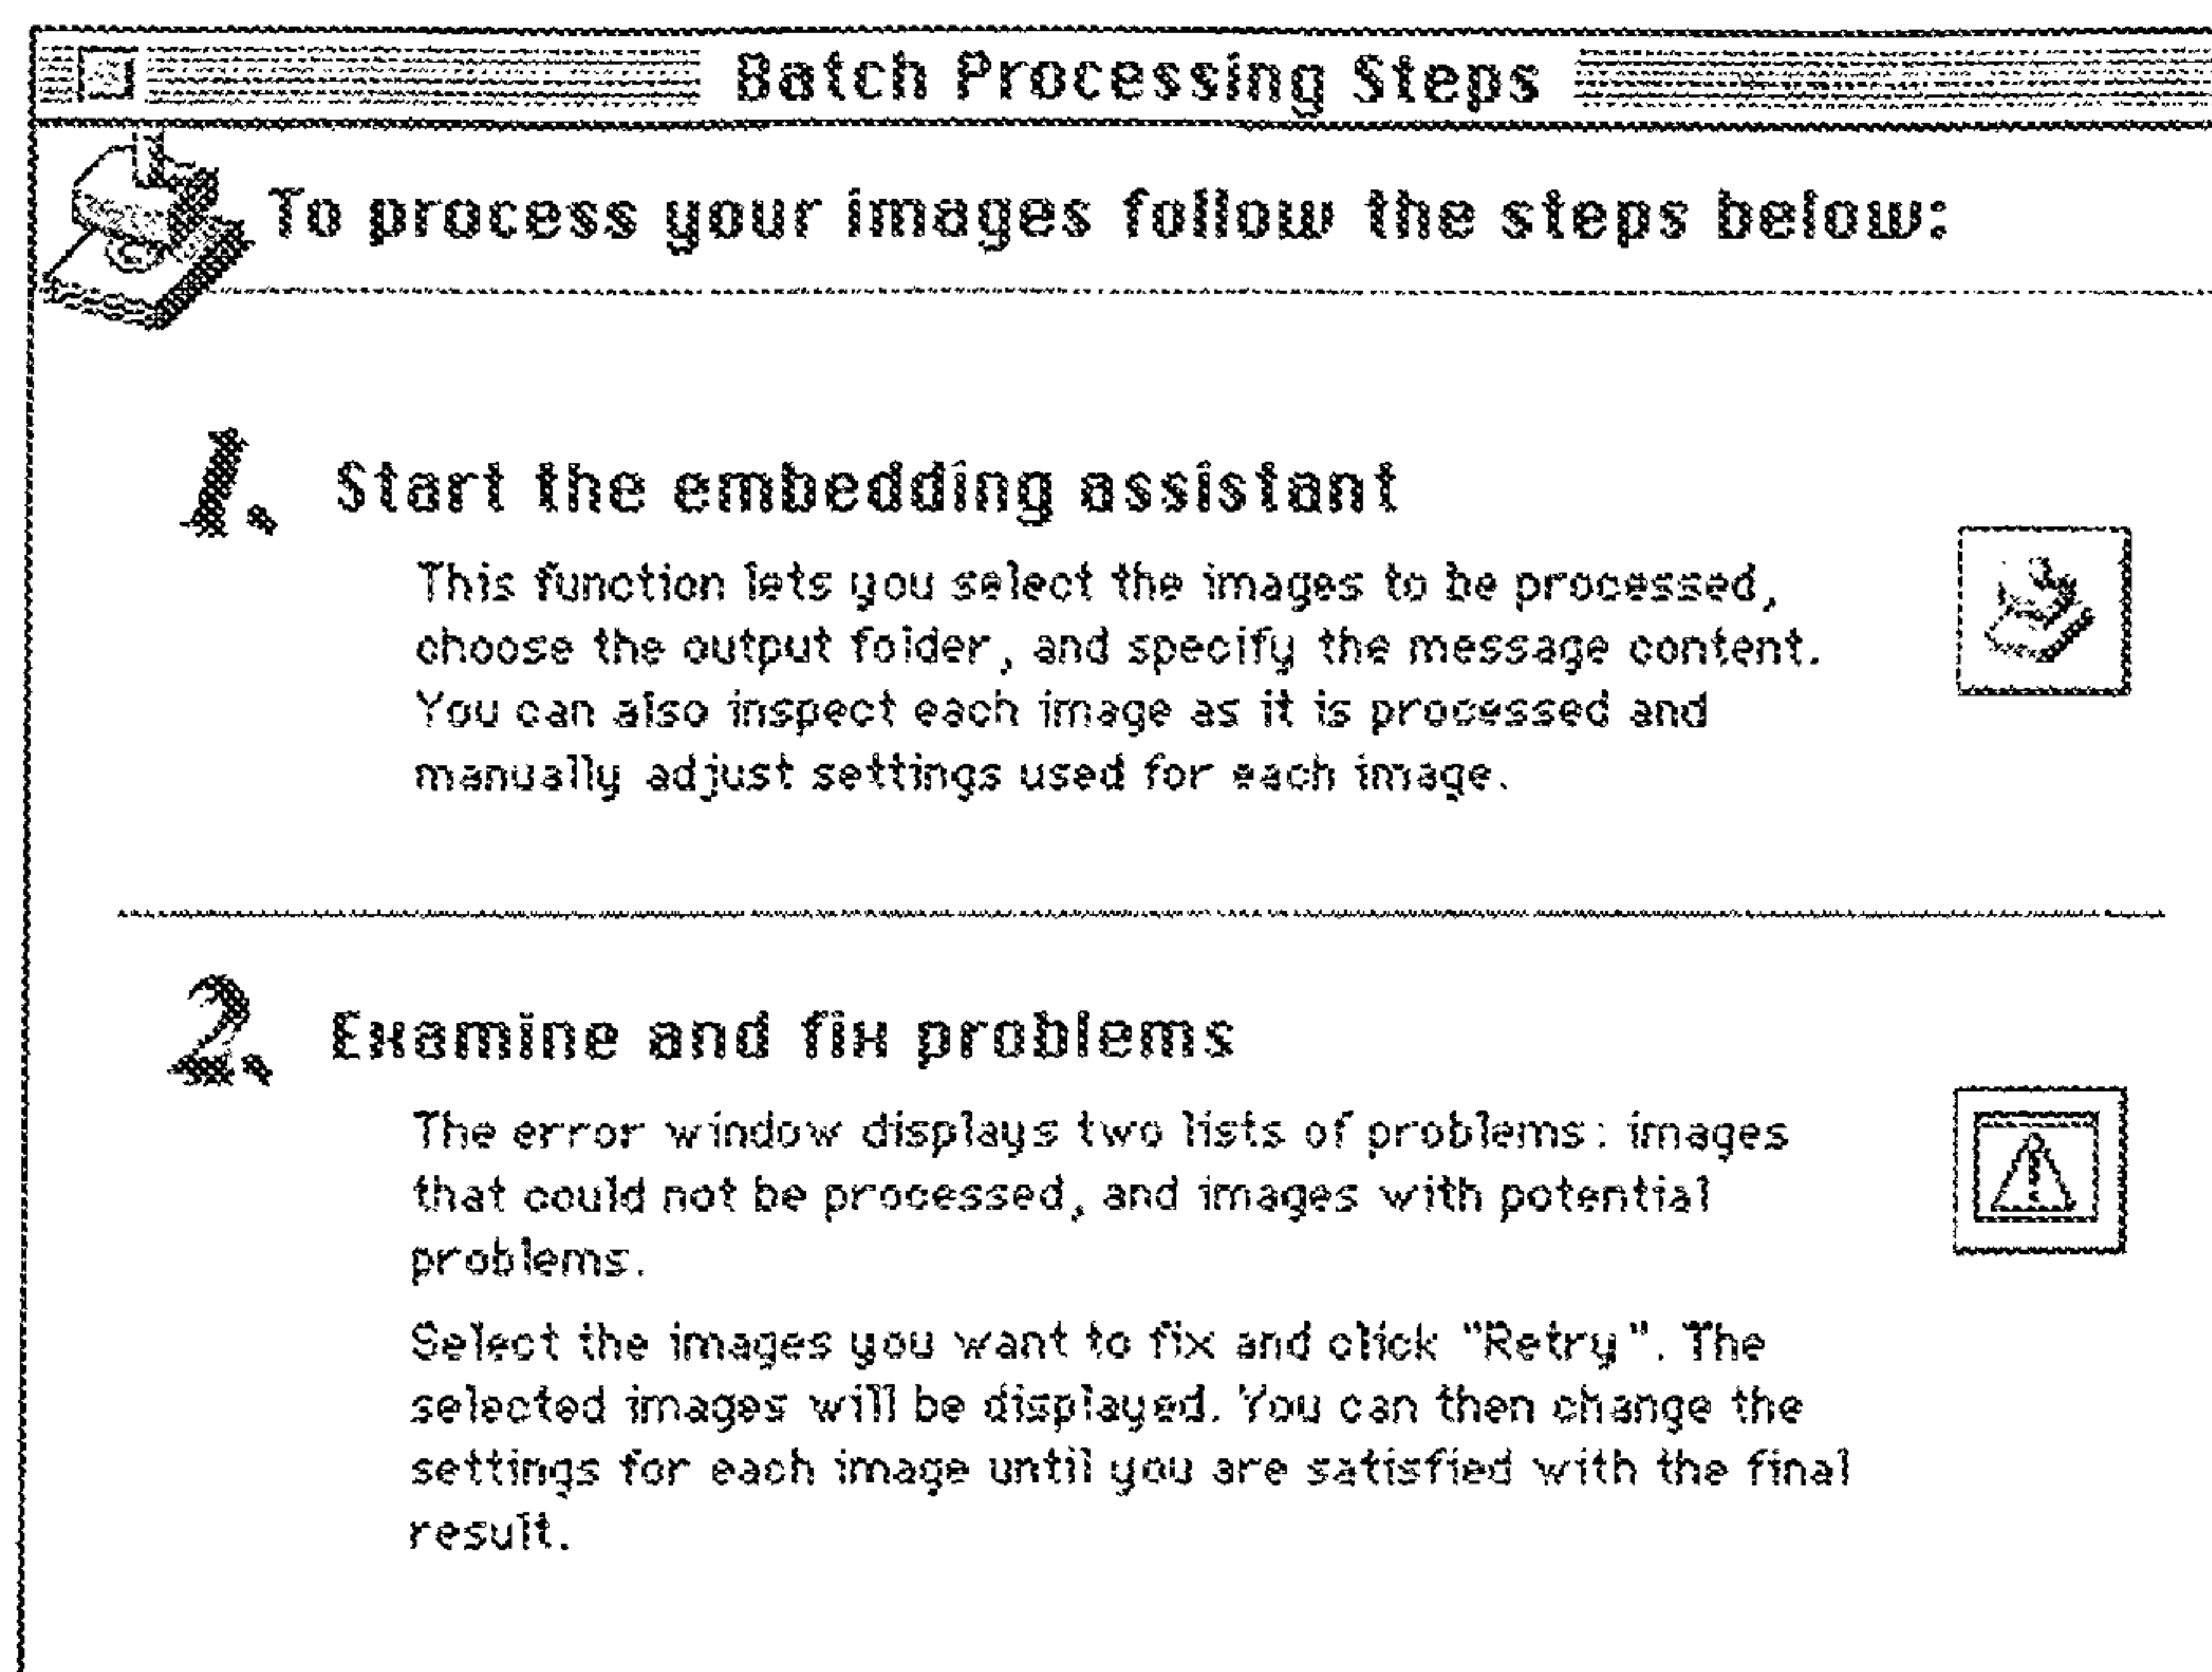 Batch Processing Steps
To process your images follow the steps below:
1. Start the embedding assistant
This function lets you select the images to be processed,
choose the output folder, and specify the message content.
You can also inspect each image as it is processed and
manually adjust settings used for each image.
2. Examine and fix problems
The error window displays two lists of problems: images
that could not be processed, and images with potential
problems.
Select the images you want to fix and click "Retry". The
selected images will be displayed. You can then change the
settings for each image until you are satisfied with the final
result.